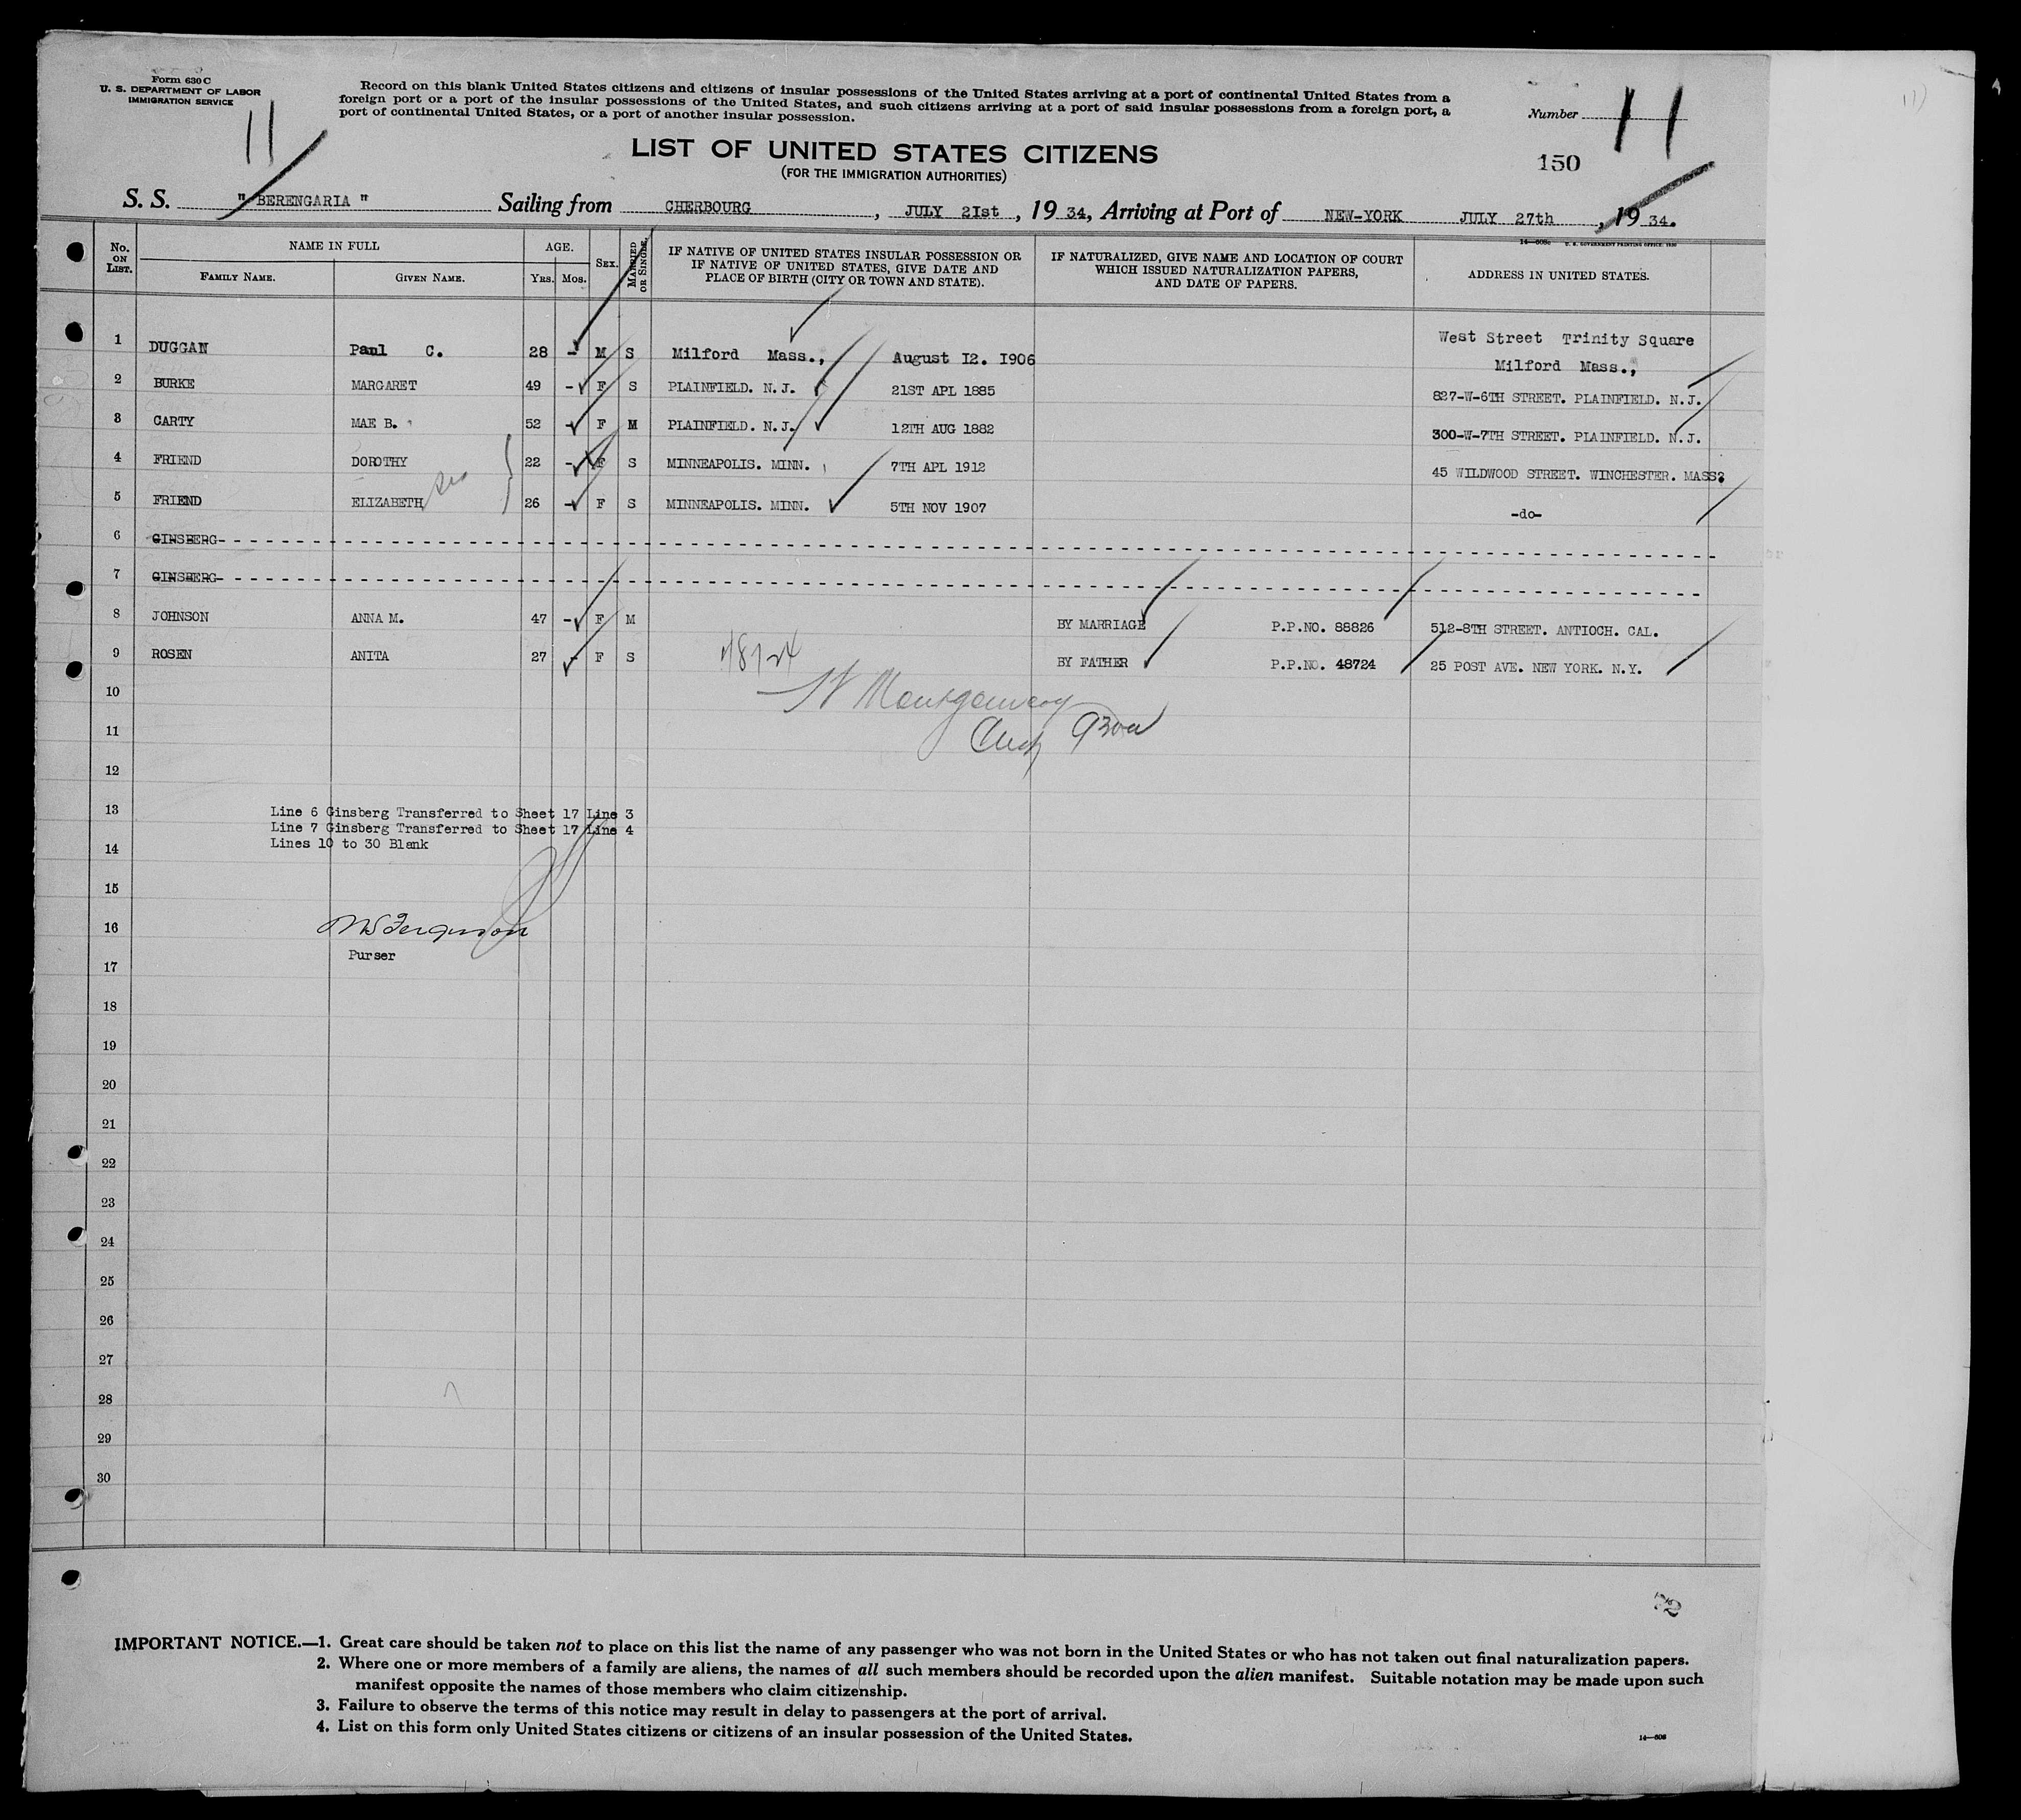 Form 630 C
U. S. DEPARTMENT OF LABOR
IMMIGRATION SERVICE
11
Record on this blank United States citizens and citizens of insular possessions of the United States arriving at a port of continental United States from a
foreign port or a port of the insular possessions of the United States, and such citizens arriving at a port of said insular possessions from a foreign port, a
port of continental United States, or a port of another insular possession.
Number 11
150
LIST OF UNITED STATES CITIZENS
(FOR THE IMMIGRATION AUTHORITIES)
S. S. " BERENGARIA " Sailing from CHERBOURG, JULY 2Ist, 19 34, Arriving at Port of NEW-YORK JULY 27th, 19 34.
14—608c U. S. GOVERNMENT PRINTING OFFICE: 1930
No. ON LIST. NAME IN FULL FAMILY NAME. GIVEN NAME. AGE. Yrs. Mos. SEX. MARRIED OR SINGLE. IF NATIVE OF UNITED STATES INSULAR POSSESSION OR IF NATIVE OF UNITED STATES, GIVE DATE AND PLACE OF BIRTH (CITY OR TOWN AND STATE). IF NATURALIZED, GIVE NAME AND LOCATION OF COURT WHICH ISSUED NATURALIZATION PAPERS, AND DATE OF PAPERS. ADDRESS IN UNITED STATES.
1 DUGGAN Paul C. 28 - M S Milford Mass., August I2. I906 West Street Trinity Square
Milford Mass.,
2 BURKE MARGARET 49 - F S PLAINFIELD. N.J. 21ST APL 1885 827-W-6TH STREET. PLAINFIELD. N.J.
3 CARTY MAE B. 52 - F M PLAINFIELD. N.J. 12TH AUG 1882 300-W-7TH STREET. PLAINFIELD. N.J.
4 FRIEND DOROTHY 22 - F S MINNEAPOLIS. MINN. 7TH APL 1912 45 WILDWOOD STREET. WINCHESTER. MASS.
5 FRIEND ELIZABETH 26 - F S MINNEAPOLIS. MINN. 5TH NOV 1907 -do-
6 GINSBERG- - - -
7 GINSBERG- - - -
8 JOHNSON ANNA M. 47 - F M BY MARRIAGE P.P.NO. 88826 512-8TH STREET. ANTIOCH. CAL.
9 ROSEN ANITA 27 - F S 48724 BY FATHER P.P.NO. 48724 25 POST AVE. NEW YORK. N.Y.
10 Montgomery
11
12
13 Line 6 Ginsberg Transferred to Sheet 17 Line 3
Line 7 Ginsberg Transferred to Sheet 17 Line 4
14 Lines 10 to 30 Blank
15
16 Ferguson
Purser
17
18
19
20
21
22
23
24
25
26
27
28
29
30
IMPORTANT NOTICE.—1. Great care should be taken not to place on this list the name of any passenger who was not born in the United States or who has not taken out final naturalization papers.
2. Where one or more members of a family are aliens, the names of all such members should be recorded upon the alien manifest. Suitable notation may be made upon such
manifest opposite the names of those members who claim citizenship.
3. Failure to observe the terms of this notice may result in delay to passengers at the port of arrival.
4. List on this form only United States citizens or citizens of an insular possession of the United States.
14—608